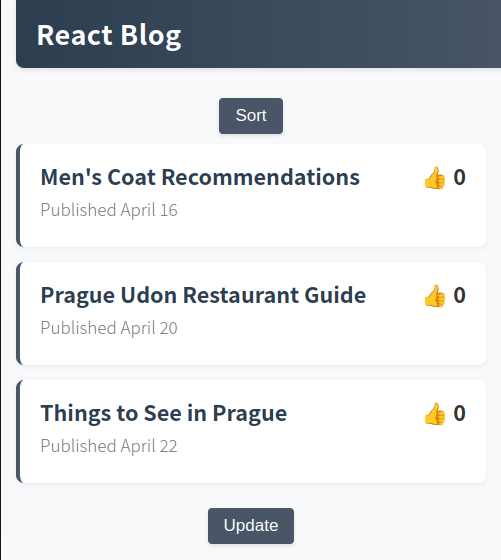 React Blog
Sort
Men's Coat Recommendations 👍 0
Published April 16
Prague Udon Restaurant Guide 👍 0
Published April 20
Things to See in Prague 👍 0
Published April 22
Update